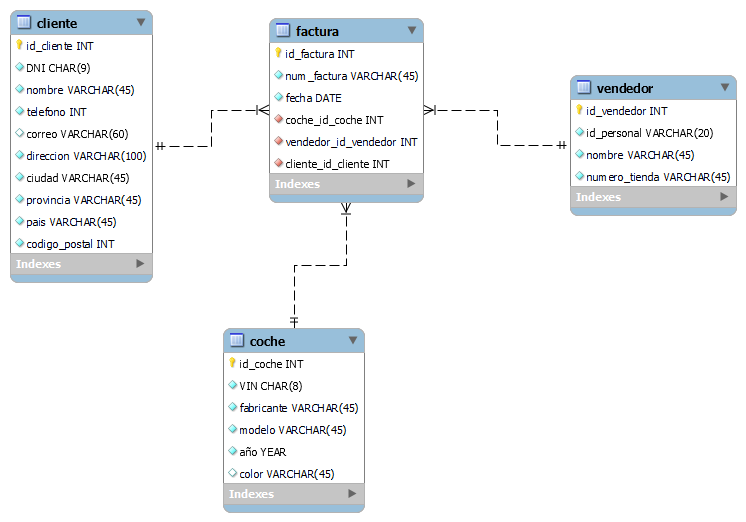 cliente
id_cliente INT
DNI CHAR(9)
nombre VARCHAR(45)
telefono INT
correo VARCHAR(60)
direccion VARCHAR(100)
ciudad VARCHAR(45)
provincia VARCHAR(45)
pais VARCHAR(45)
codigo_postal INT
Indexes
factura
id_factura INT
num_factura VARCHAR(45)
fecha DATE
coche_id_coche INT
vendedor_id_vendedor INT
cliente_id_cliente INT
Indexes
vendedor
id_vendedor INT
id_personal VARCHAR(20)
nombre VARCHAR(45)
numero_tienda VARCHAR(45)
Indexes
coche
id_coche INT
VIN CHAR(8)
fabricante VARCHAR(45)
modelo VARCHAR(45)
año YEAR
color VARCHAR(45)
Indexes